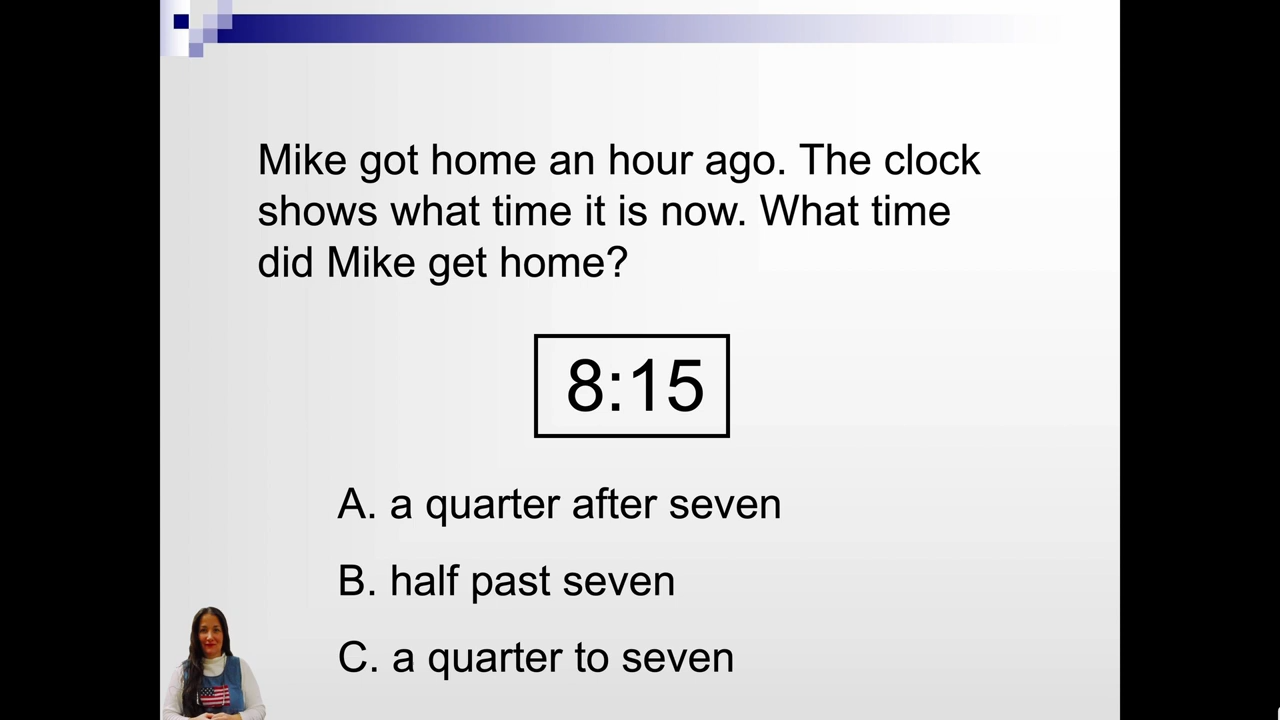 Mike got home an hour ago. The clock
shows what time it is now. What time
did Mike get home?
8:15
A. a quarter after seven
B. half past seven
C. a quarter to seven